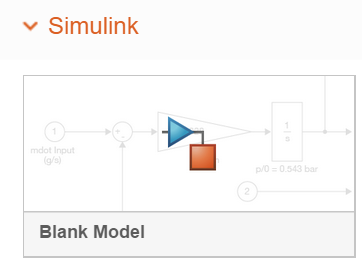 Simulink
1
mdot Input
(g/s)
+
-
1
s
p/0 = 0.543 bar
2
Blank Model